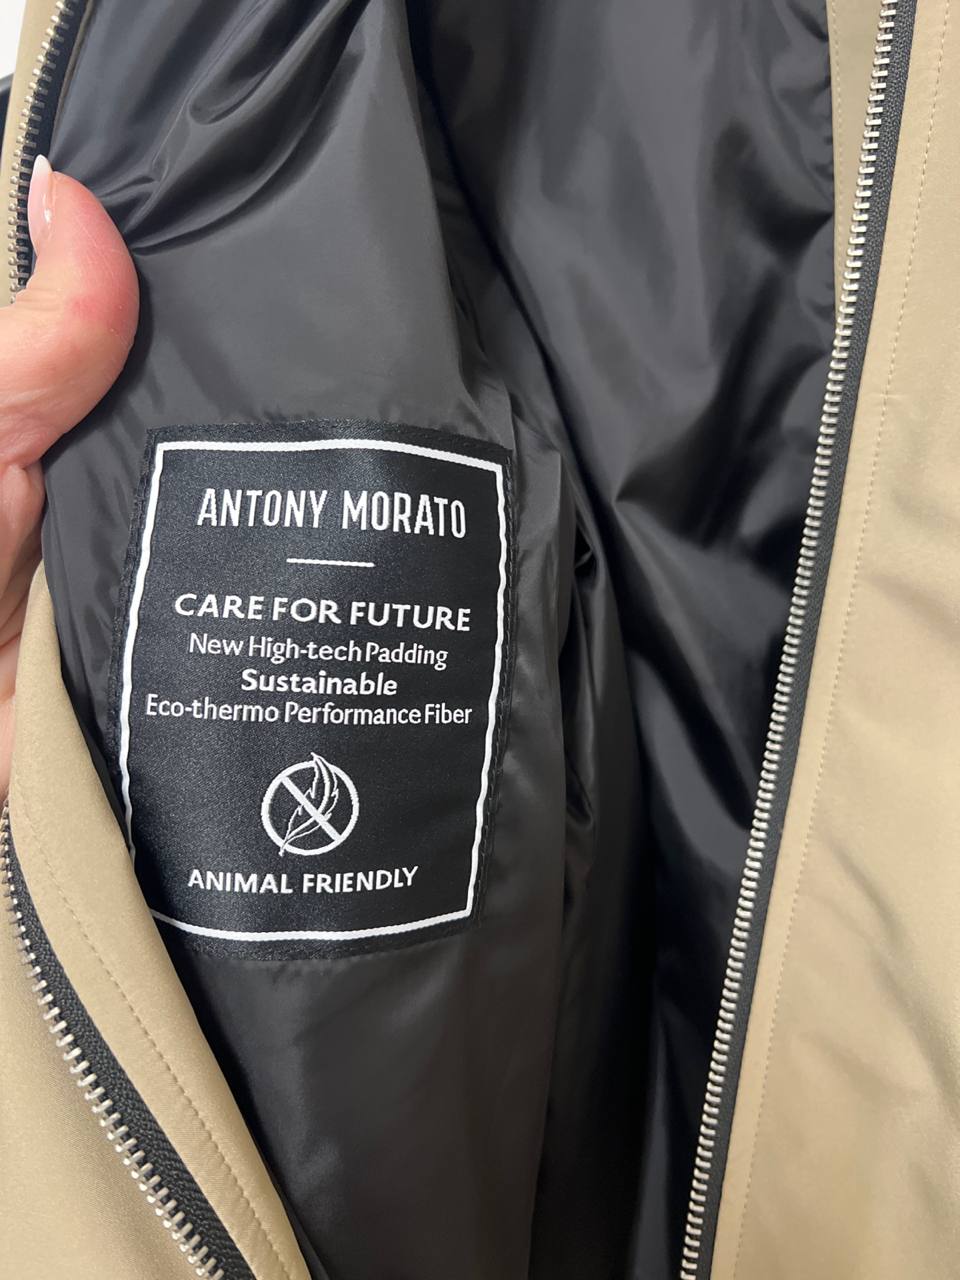 ANTONY MORATO
CARE FOR FUTURE
New High-tech Padding
Sustainable
Eco-thermo Performance Fiber
ANIMAL FRIENDLY